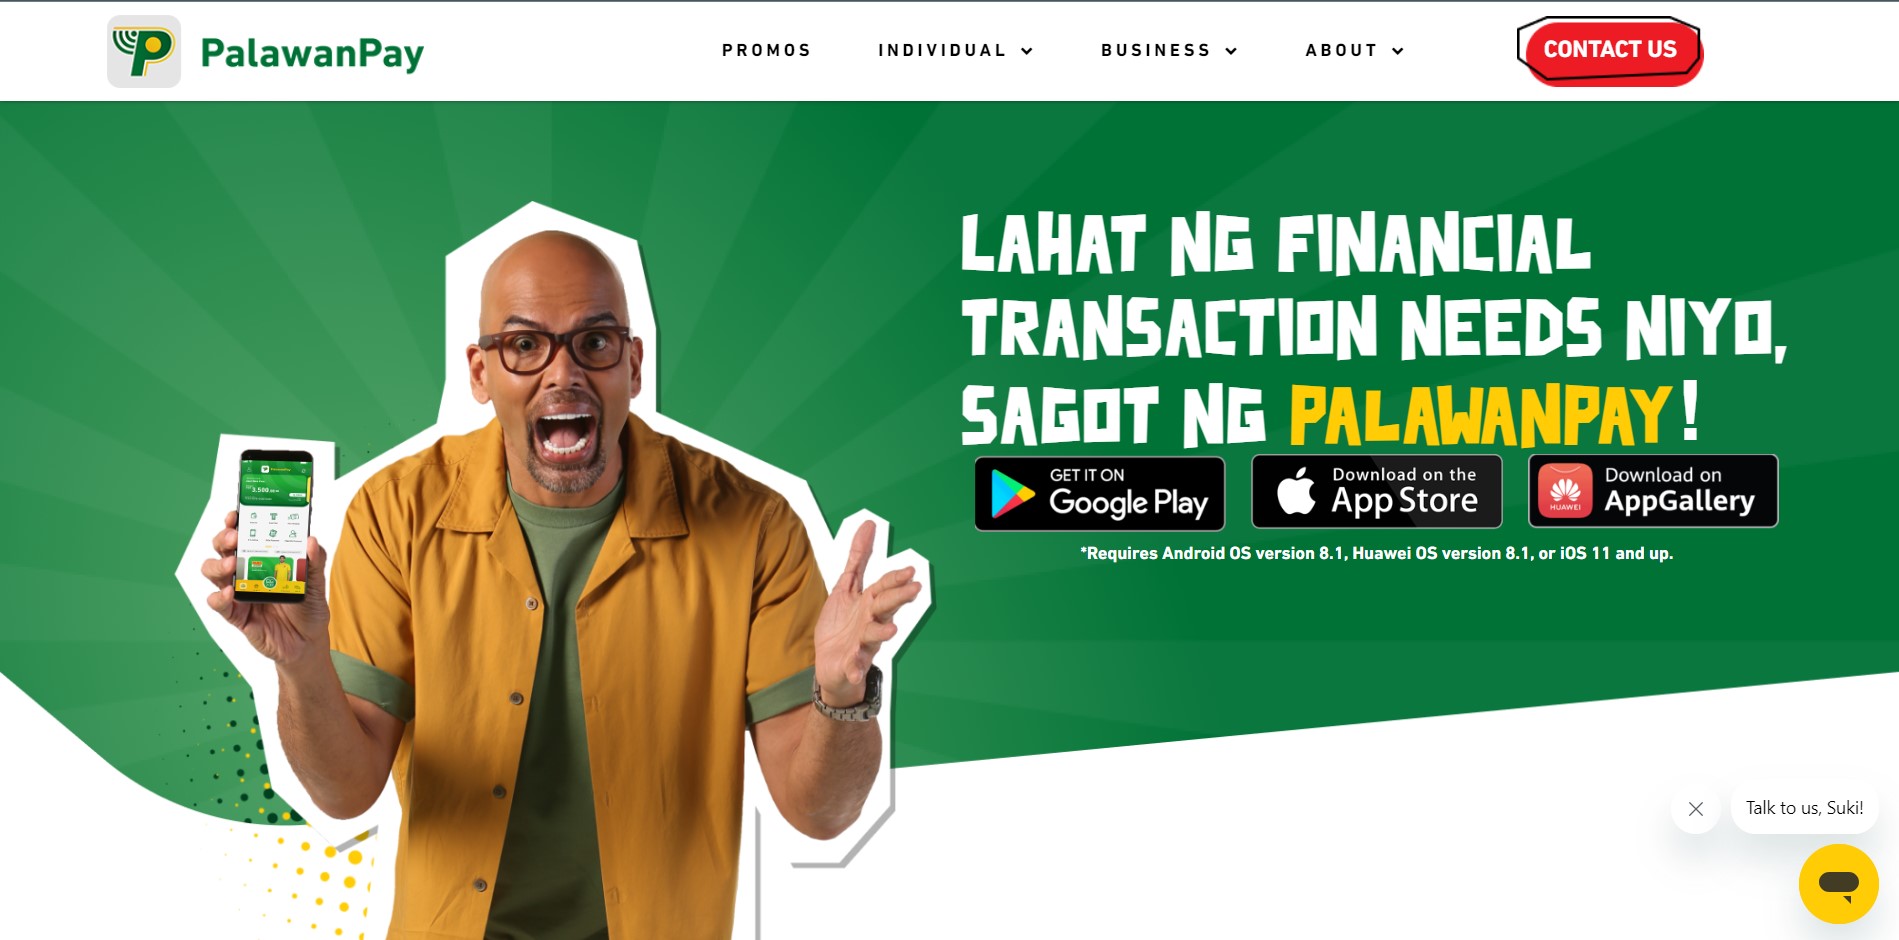 PalawanPay
PROMOS
INDIVIDUAL
BUSINESS
ABOUT
CONTACT US
LAHAT NG FINANCIAL
TRANSACTION NEEDS NIYO,
SAGOT NG PALAWANPAY!
GET IT ON
Google Play
Download on the
App Store
HUAWEI
Download on
AppGallery
*Requires Android OS version 8.1, Huawei OS version 8.1, or iOS 11 and up.
Talk to us, Suki!